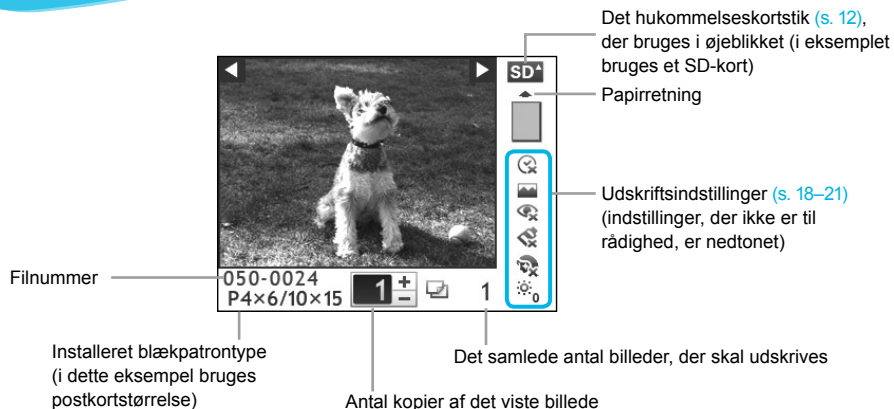 Det hukommelseskortstik (s. 12),
der bruges i øjeblikket (i eksemplet
bruges et SD-kort)
SD
Papirretning
Udskriftsindstillinger (s. 18–21)
(indstillinger, der ikke er til
rådighed, er nedtonet)
0
Filnummer
050-0024
P4×6/10×15
1 + −
1
Installeret blækpatrontype
(i dette eksempel bruges
postkortstørrelse)
Det samlede antal billeder, der skal udskrives
Antal kopier af det viste billede